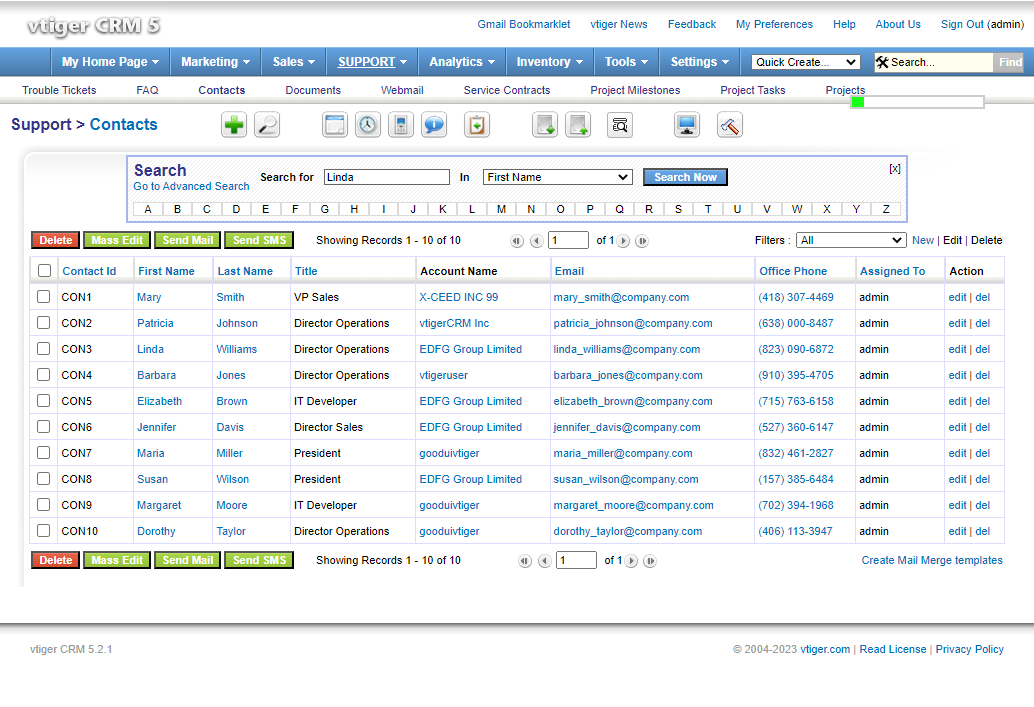 vtiger CRM 5
Gmail Bookmarklet vtiger News Feedback My Preferences Help About Us Sign Out (admin)
My Home Page Marketing Sales SUPPORT Analytics Inventory Tools Settings Quick Create... Search... Find
Trouble Tickets FAQ Contacts Documents Webmail Service Contracts Project Milestones Project Tasks Projects
Support > Contacts
Search
Go to Advanced Search
Search for Linda In First Name Search Now [x]
A B C D E F G H I J K L M N O P Q R S T U V W X Y Z
Delete Mass Edit Send Mail Send SMS Showing Records 1 - 10 of 10 1 of 1 Filters : All New | Edit | Delete
Contact Id First Name Last Name Title Account Name Email Office Phone Assigned To Action
CON1 Mary Smith VP Sales X-CEED INC 99 mary_smith@company.com (418) 307-4469 admin edit | del
CON2 Patricia Johnson Director Operations vtigerCRM Inc patricia_johnson@company.com (638) 000-8487 admin edit | del
CON3 Linda Williams Director Operations EDFG Group Limited linda_williams@company.com (823) 090-6872 admin edit | del
CON4 Barbara Jones Director Operations vtigeruser barbara_jones@company.com (910) 395-4705 admin edit | del
CON5 Elizabeth Brown IT Developer EDFG Group Limited elizabeth_brown@company.com (715) 763-6158 admin edit | del
CON6 Jennifer Davis Director Sales EDFG Group Limited jennifer_davis@company.com (527) 360-6147 admin edit | del
CON7 Maria Miller President gooduivtiger maria_miller@company.com (832) 461-2827 admin edit | del
CON8 Susan Wilson President EDFG Group Limited susan_wilson@company.com (157) 385-6484 admin edit | del
CON9 Margaret Moore IT Developer gooduivtiger margaret_moore@company.com (702) 394-1968 admin edit | del
CON10 Dorothy Taylor Director Operations gooduivtiger dorothy_taylor@company.com (406) 113-3947 admin edit | del
Delete Mass Edit Send Mail Send SMS Showing Records 1 - 10 of 10 1 of 1 Create Mail Merge templates
vtiger CRM 5.2.1 © 2004-2023 vtiger.com | Read License | Privacy Policy